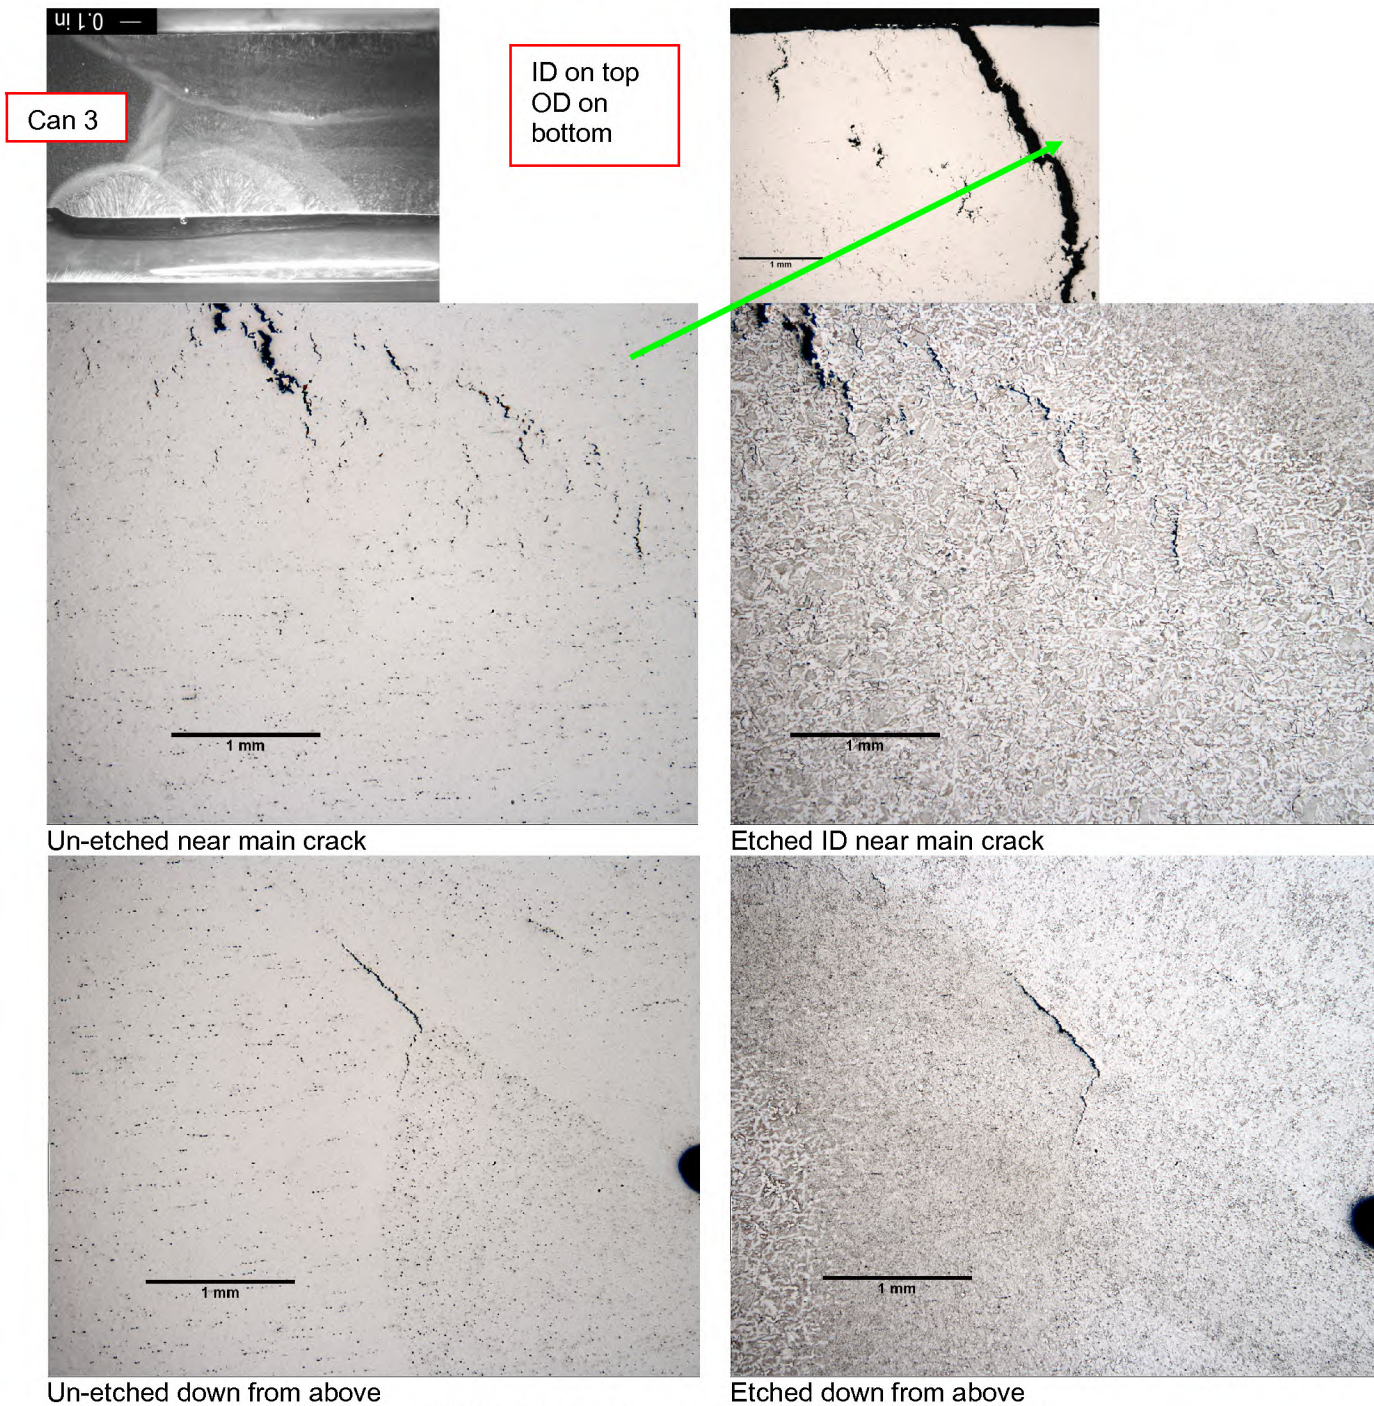 0.1 in
Can 3
ID on top
OD on
bottom
1 mm
1 mm
1 mm
Un-etched near main crack
Etched ID near main crack
1 mm
1 mm
Un-etched down from above
Etched down from above